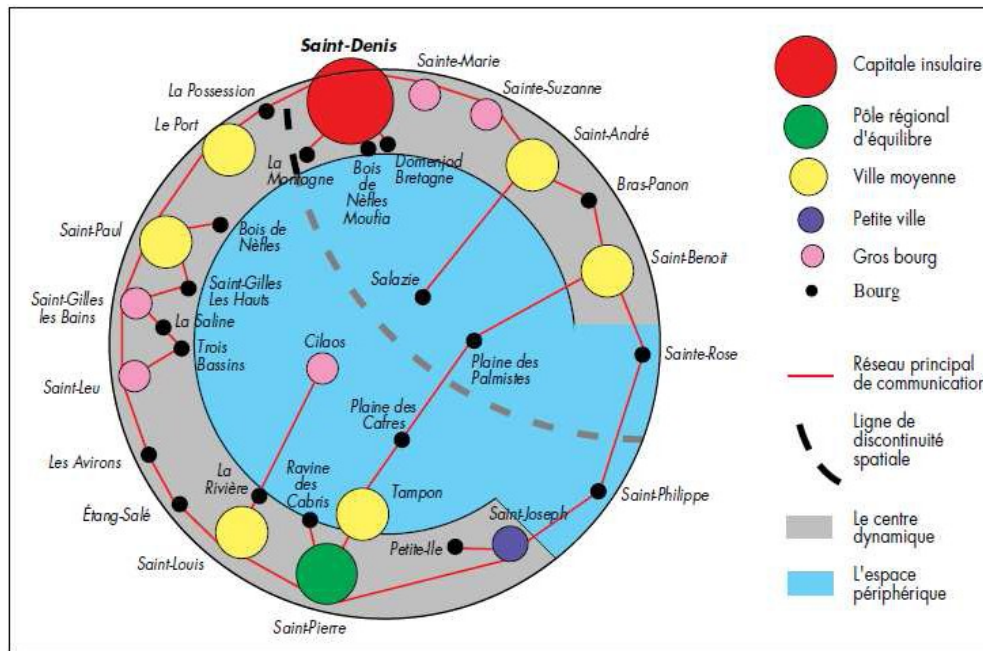 Saint-Denis
Sainte-Marie
Sainte-Suzanne
La Possession
Le Port
Saint-André
La
Montagne
Bois
de
Nèfles
Moufia
Domenjod
Bretagne
Bras-Panon
Saint-Paul
Bois de
Nèfles
Saint-Benoit
Saint-Gilles
Les Hauts
Salazie
Saint-Gilles
les Bains
La Saline
Trois
Bassins
Cilaos
Plaine des
Palmistes
Sainte-Rose
Saint-Leu
Plaine des
Cafres
Les Avirons
La
Rivière
Ravine
des
Cabris
Tampon
Saint-Philippe
Étang-Salé
Saint-Joseph
Petite-Ile
Saint-Louis
Saint-Pierre
Capitale insulaire
Pôle régional
d'équilibre
Ville moyenne
Petite ville
Gros bourg
Bourg
Réseau principal
de communication
Ligne de
discontinuité
spatiale
Le centre
dynamique
L'espace
périphérique